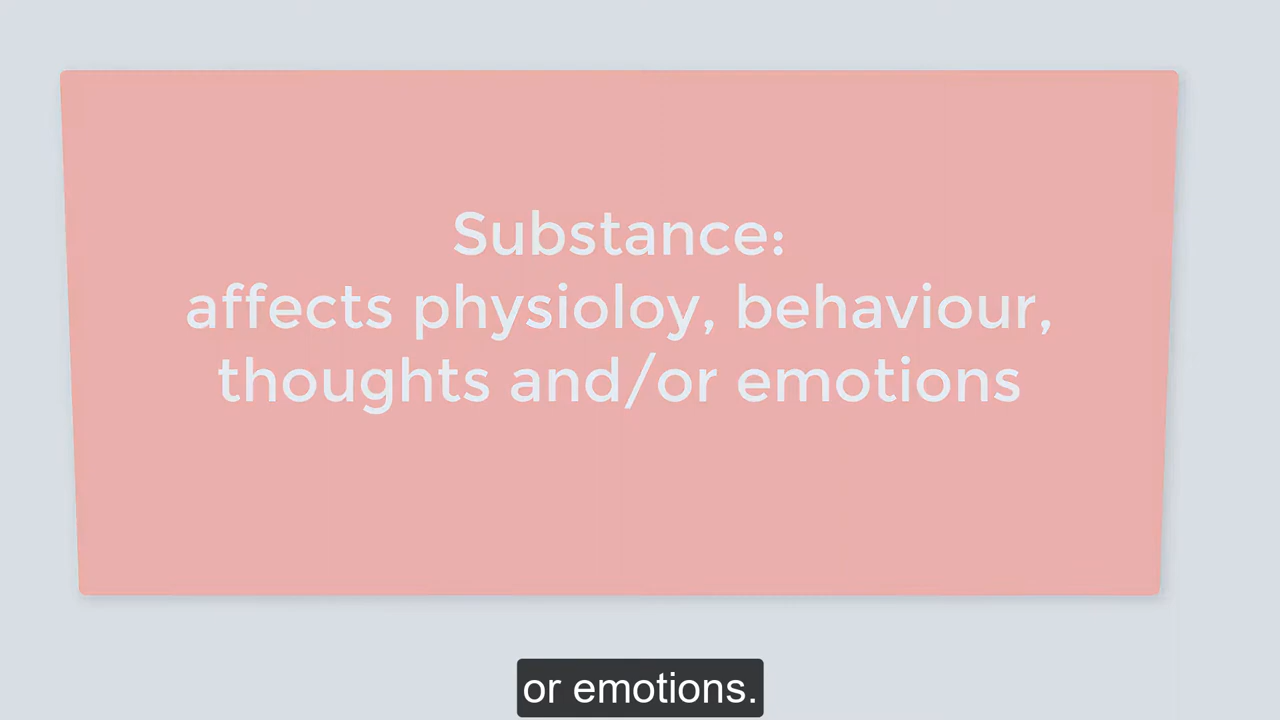 Substance:
affects physioloy, behaviour,
thoughts and/or emotions
or emotions.